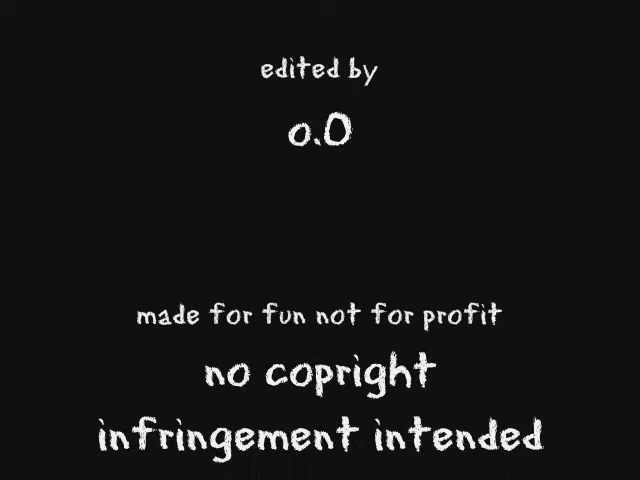 edited by
o.O
made for fun not for profit
no copright
infringement intended